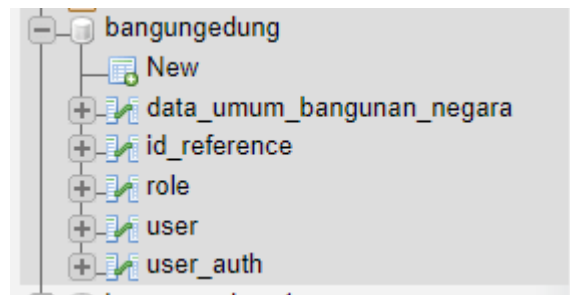 bangungedung
New
data_umum_bangunan_negara
id_reference
role
user
user_auth